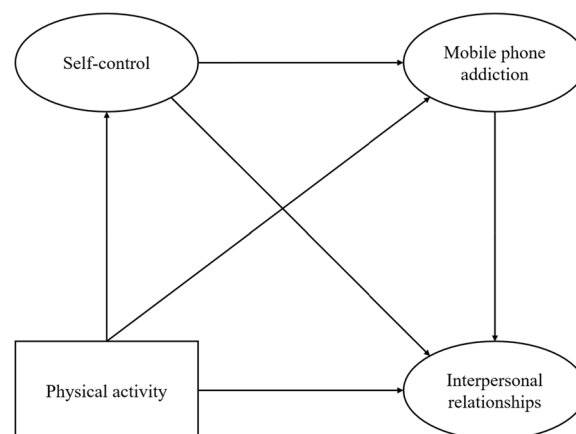 Self-control
Mobile phone
addiction
Physical activity
Interpersonal
relationships